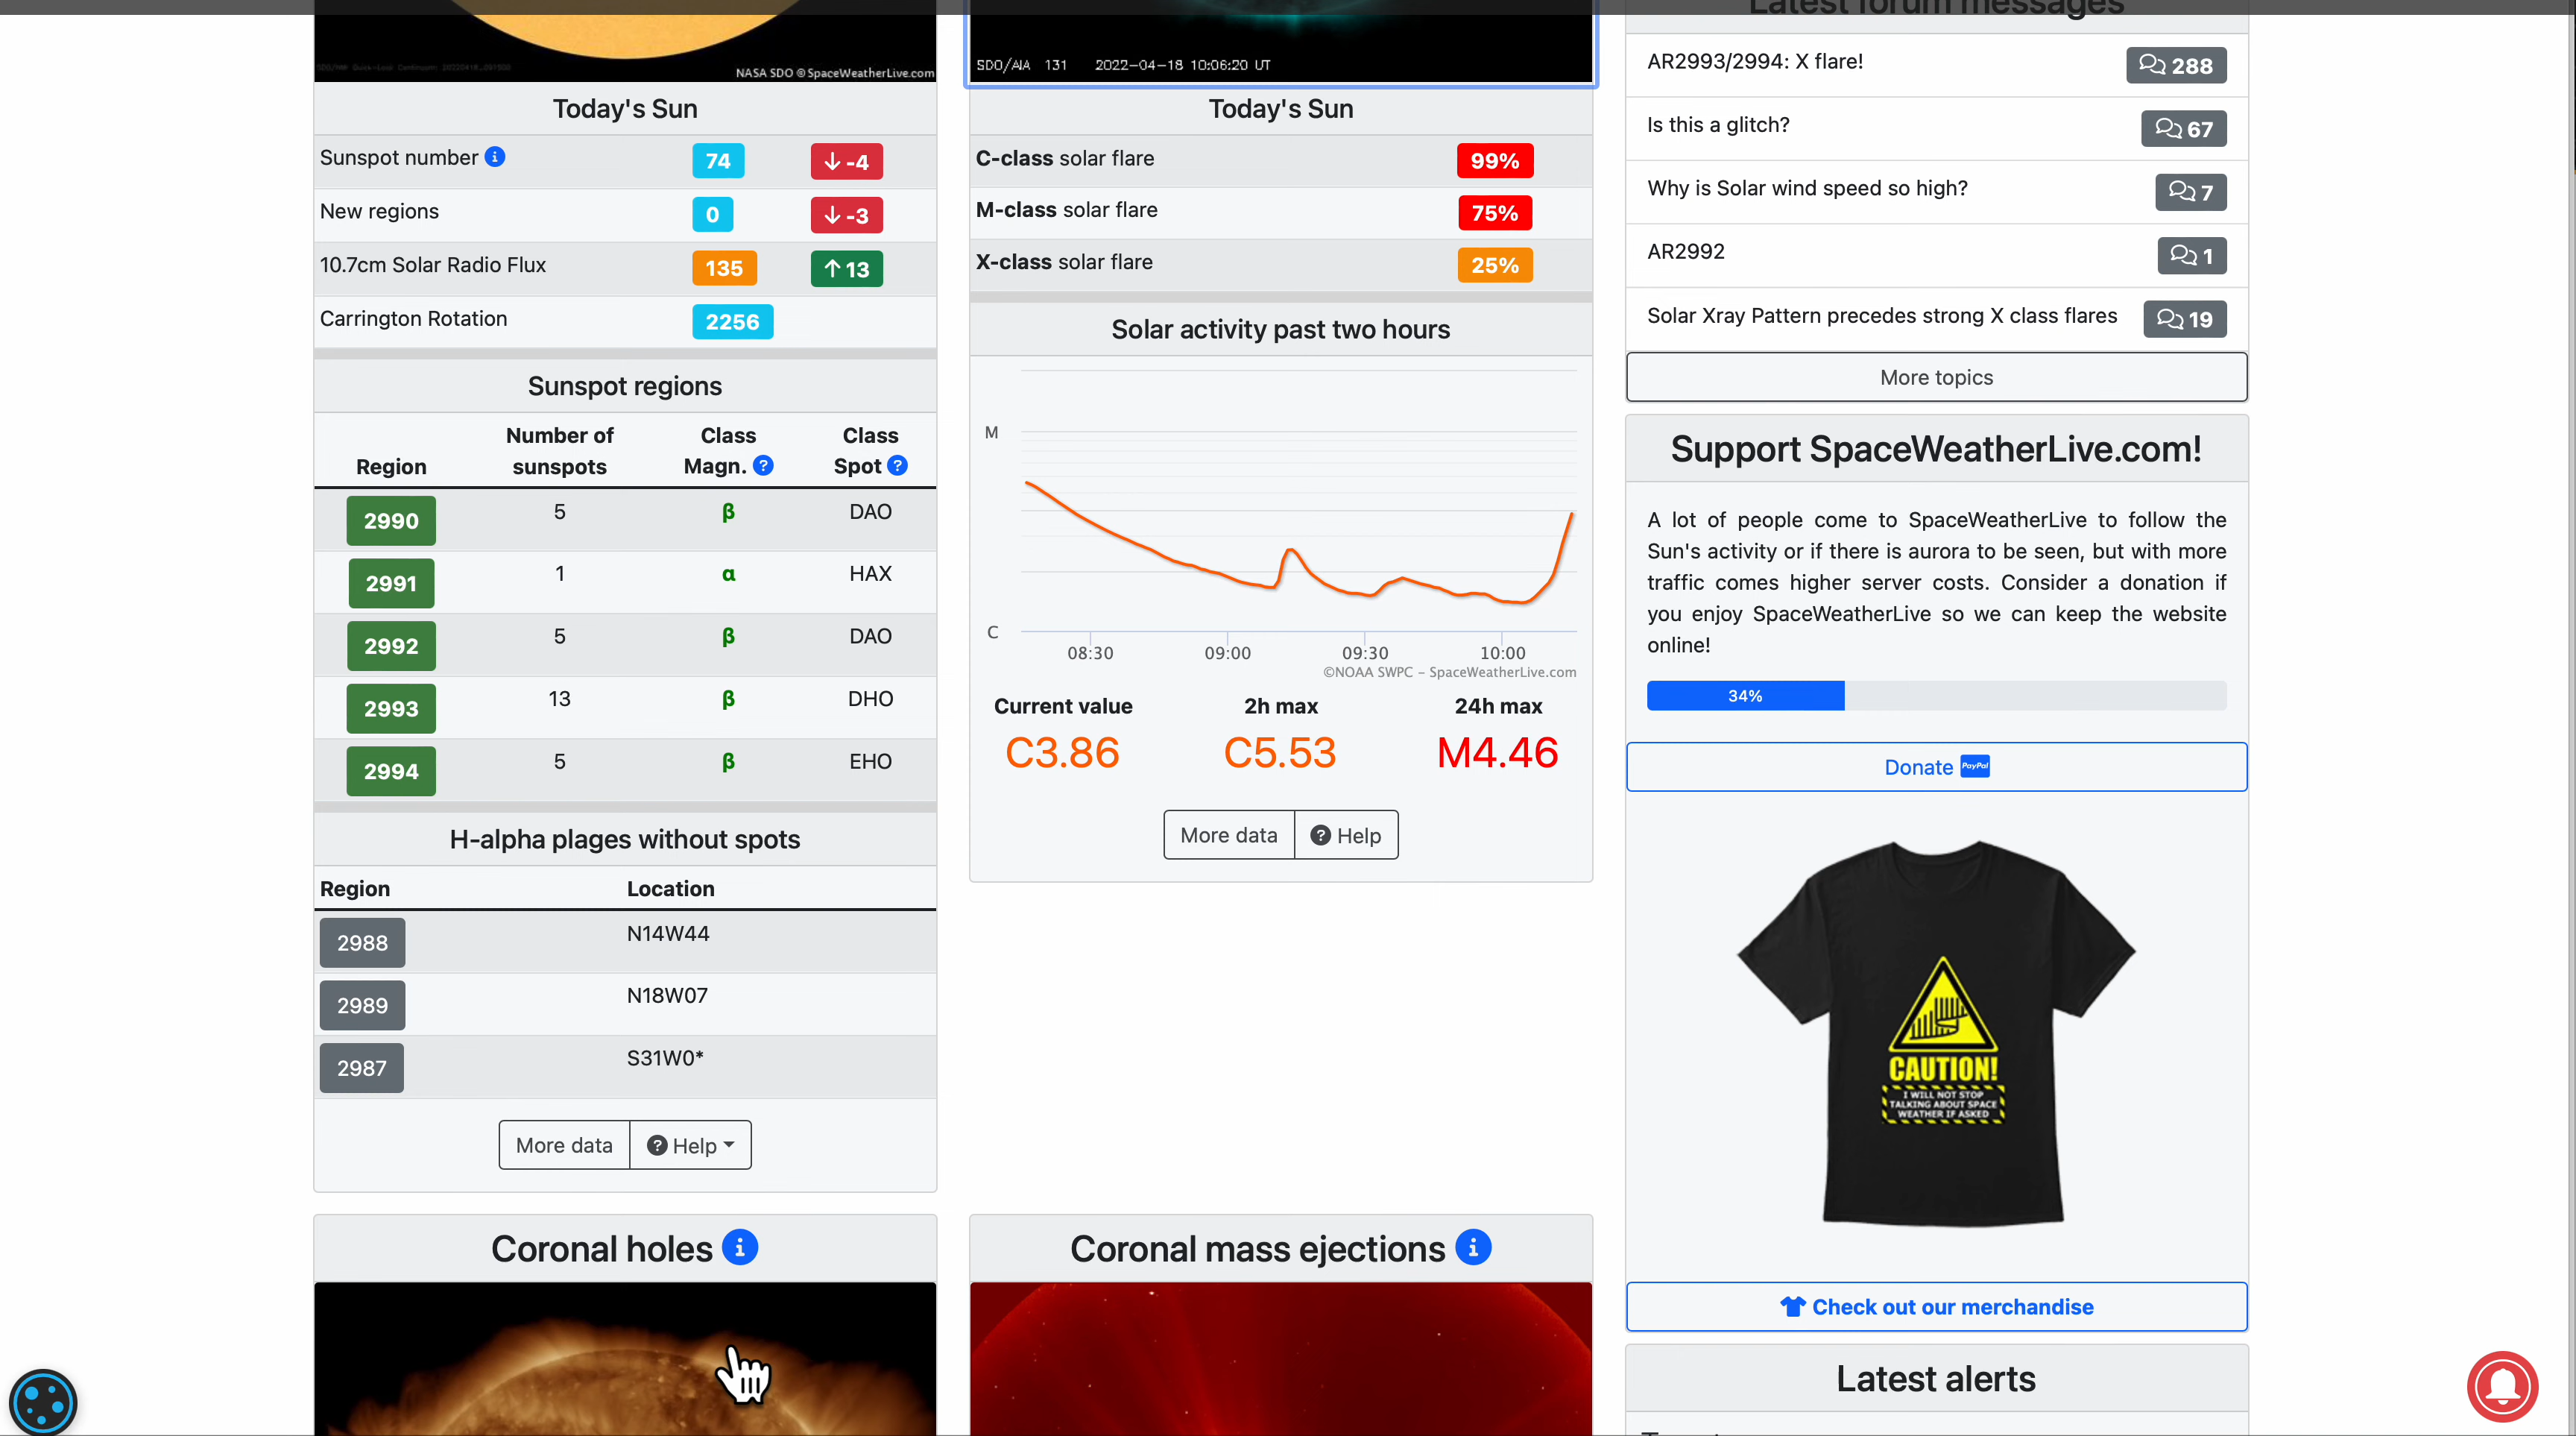 NASA SDO © SpaceWeatherLive.com
Today's Sun
Sunspot number
74
-4
New regions
0
-3
10.7cm Solar Radio Flux
135
13
Carrington Rotation
2256
Sunspot regions
Region
Number of sunspots
Class Magn.
Class Spot
2990 5 β DAO
2991 1 α HAX
2992 5 β DAO
2993 13 β DHO
2994 5 β EHO
H-alpha plages without spots
Region Location
2988 N14W44
2989 N18W07
2987 S31W0*
More data
Help
Coronal holes
SDO/AIA 131 2022-04-18 10:06:20 UT
Today's Sun
C-class solar flare 99%
M-class solar flare 75%
X-class solar flare 25%
Solar activity past two hours
M
C
08:30 09:00 09:30 10:00
©NOAA SWPC - SpaceWeatherLive.com
Current value 2h max 24h max
C3.86 C5.53 M4.46
More data
Help
Coronal mass ejections
Latest forum messages
AR2993/2994: X flare! 288
Is this a glitch? 67
Why is Solar wind speed so high? 7
AR2992 1
Solar Xray Pattern precedes strong X class flares 19
More topics
Support SpaceWeatherLive.com!
A lot of people come to SpaceWeatherLive to follow the
Sun's activity or if there is aurora to be seen, but with more
traffic comes higher server costs. Consider a donation if
you enjoy SpaceWeatherLive so we can keep the website
online!
34%
Donate PayPal
CAUTION!
I WILL NOT STOP
TALKING ABOUT SPACE
WEATHER IF ASKED
Check out our merchandise
Latest alerts